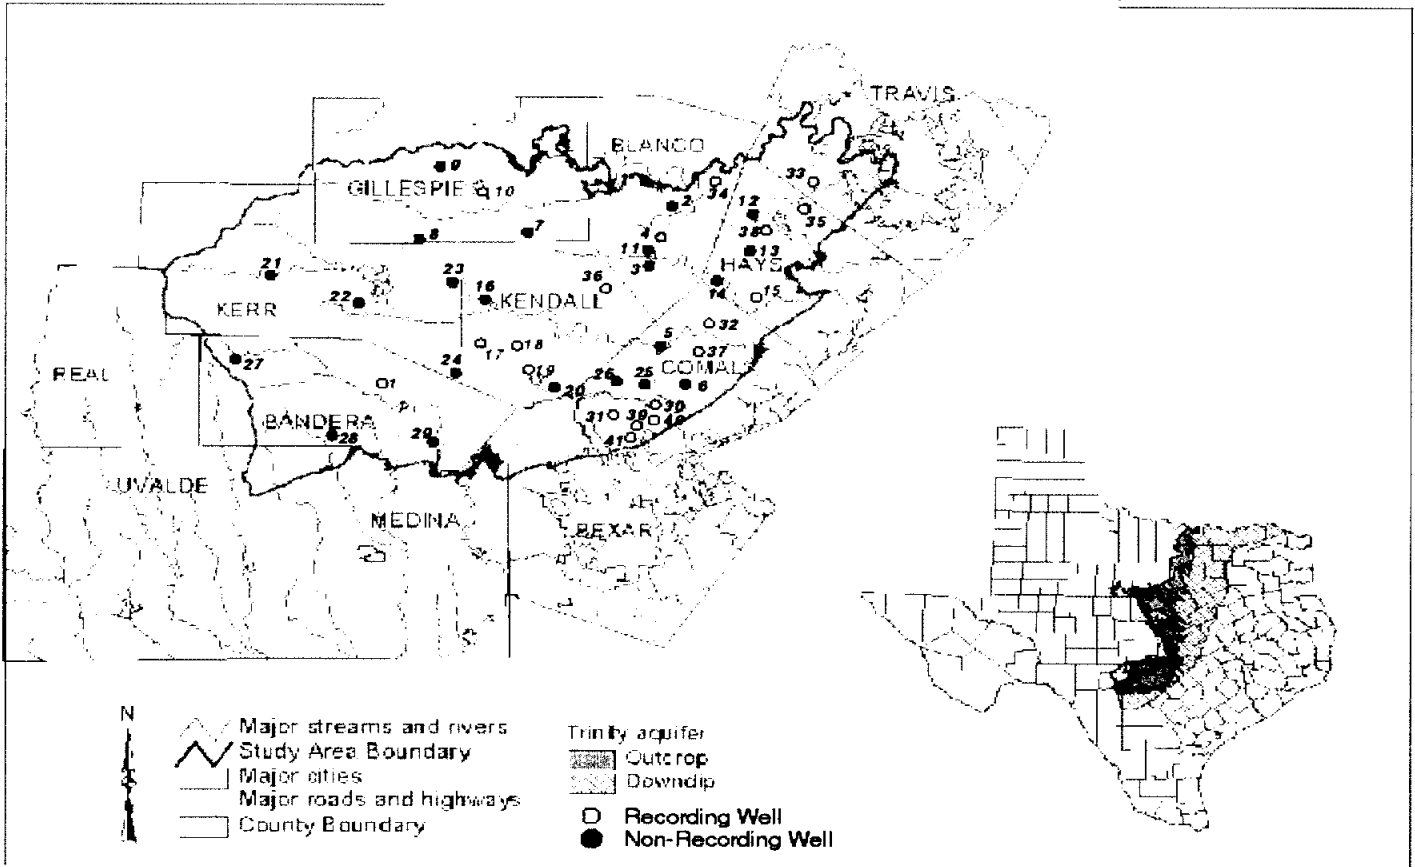 TRAVIS
BLANCO
9
GILLESPIE
10
33
34
2
12
35
7
8
4
38
11
13
3
HAYS
21
23
36
14
15
16
KENDALL
22
KERR
32
5
17
18
37
27
24
COMAL
REAL
19
26
25
6
1
20
30
BANDERA
31
39
40
28
29
41
UVALDE
MEDINA
BEXAR
N
Major streams and rivers
Study Area Boundary
Major cities
Major roads and highways
County Boundary
Trinity aquifer
Outcrop
Downdip
Recording Well
Non-Recording Well